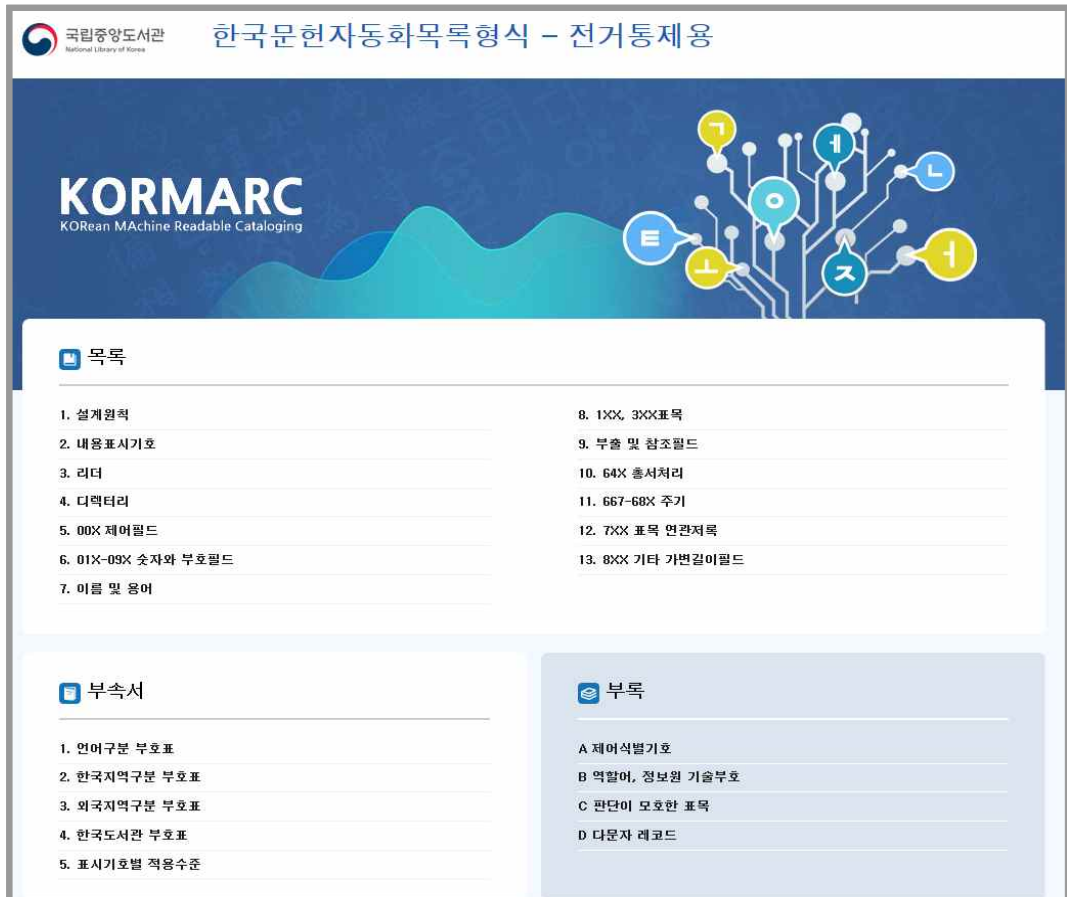 국립중앙도서관
National Library of Korea
한국문헌자동화목록형식 – 전거통제용
KORMARC
KORean MAchine Readable Cataloging
ㄱ
ㅔ
ㄴ
ㅇ
ㅌ
ㅗ
ㅈ
ㅓ
목록
1. 설계원칙
2. 내용표시기호
3. 리더
4. 디렉터리
5. 00X 제어필드
6. 01X-09X 숫자와 부호필드
7. 이름 및 용어
8. 1XX, 3XX표목
9. 부출 및 참조필드
10. 64X 총서처리
11. 667-68X 주기
12. 7XX 표목 연관저록
13. 8XX 기타 가변길이필드
부속서
1. 언어구분 부호표
2. 한국지역구분 부호표
3. 외국지역구분 부호표
4. 한국도서관 부호표
5. 표시기호별 적용수준
부록
A 제어식별기호
B 역할어, 정보원 기술부호
C 판단이 모호한 표목
D 다문자 레코드